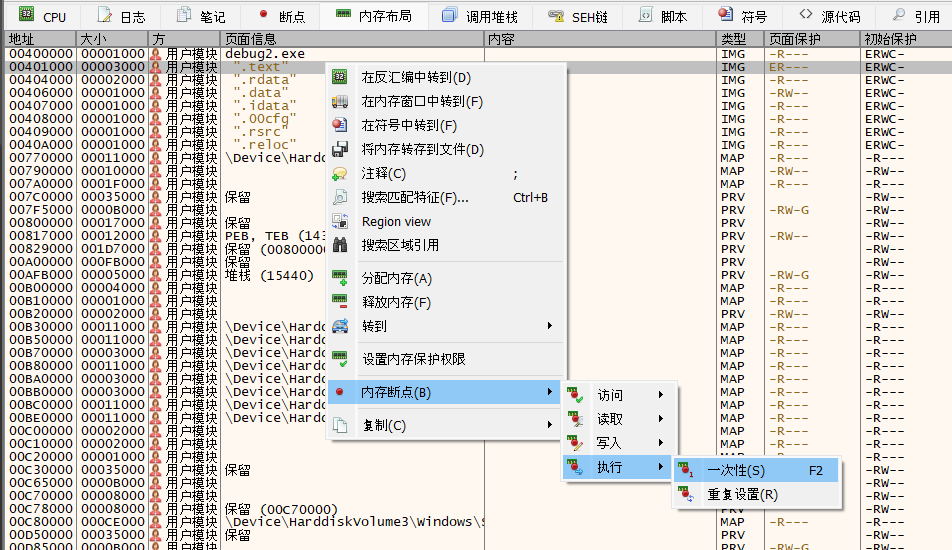 CPU 日志 笔记 断点 内存布局 调用堆栈 SEH链 脚本 符号 源代码 引用
地址 大小 方 页面信息 内容 类型 页面保护 初始保护
00400000 00001000 用户模块 debug2.exe IMG -R--- ERWC-
00401000 00003000 用户模块 ".text" IMG ER--- ERWC-
00404000 00002000 用户模块 ".rdata" IMG -R--- ERWC-
00406000 00001000 用户模块 ".data" IMG -RW-- ERWC-
00407000 00001000 用户模块 ".idata" IMG -R--- ERWC-
00408000 00001000 用户模块 ".00cfg" IMG -R--- ERWC-
00409000 00001000 用户模块 ".rsrc" IMG -R--- ERWC-
0040A000 00001000 用户模块 ".reloc" IMG -R--- ERWC-
00770000 00011000 用户模块 \Device\Hardd MAP -R--- -R---
00790000 00010000 用户模块 MAP -RW-- -RW--
007A0000 0001F000 用户模块 MAP -R--- -R---
007C0000 00035000 用户模块 保留 PRV -RW--
007F5000 0000B000 用户模块 PRV -RW-G -RW--
00800000 00017000 用户模块 保留 PRV -RW--
00817000 00012000 用户模块 PEB, TEB (143 PRV -RW-- -RW--
00829000 001D7000 用户模块 保留 (00800000 PRV -RW--
00A00000 000FB000 用户模块 保留 PRV -RW--
00AFB000 00005000 用户模块 堆栈 (15440) PRV -RW-G -RW--
00B00000 00004000 用户模块 MAP -R--- -R---
00B10000 00001000 用户模块 MAP -R--- -R---
00B20000 00002000 用户模块 PRV -RW-- -RW--
00B30000 00011000 用户模块 \Device\Hard MAP -R--- -R---
00B50000 00011000 用户模块 \Device\Hard MAP -R--- -R---
00B70000 00003000 用户模块 \Device\Hard MAP -R--- -R---
00B80000 00011000 用户模块 \Device\Hard MAP -R--- -R---
00BA0000 00003000 用户模块 \Device\Hard MAP -R---
00BB0000 00003000 用户模块 \Device\Hard MAP -R---
00BC0000 00011000 用户模块 \Device\Hard MAP -R---
00BE0000 00011000 用户模块 \Device\Hard MAP -R---
00C00000 00002000 用户模块 MAP -R--- -R---
00C10000 00002000 用户模块 MAP -R--- -R---
00C20000 00001000 用户模块
00C30000 00035000 用户模块 保留 -RW--
00C65000 0000B000 用户模块 -RW--
00C70000 00008000 用户模块 -RW--
00C78000 00008000 用户模块 保留 (00C70000) PRV -RW--
00C80000 000CE000 用户模块 \Device\HarddiskVolume3\Windows\S MAP -R--- -R---
00D50000 00035000 用户模块 保留 PRV -RW--
00D85000 0000B000 用户模块 PRV -RW-G -RW--
在反汇编中转到(D)
在内存窗口中转到(F)
在符号中转到(F)
将内存转存到文件(D)
注释(C) ;
搜索匹配特征(F)... Ctrl+B
Region view
搜索区域引用
分配内存(A)
释放内存(F)
转到
设置内存保护权限
内存断点(B)
复制(C)
访问
读取
写入
执行
一次性(S) F2
重复设置(R)